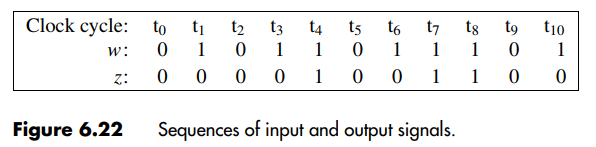 Clock cycle: t0 t1 t2 t3 t4 t5 t6 t7 t8 t9 t10
w: 0 1 0 1 1 0 1 1 1 0 1
z: 0 0 0 0 1 0 0 1 1 0 0
Figure 6.22 Sequences of input and output signals.